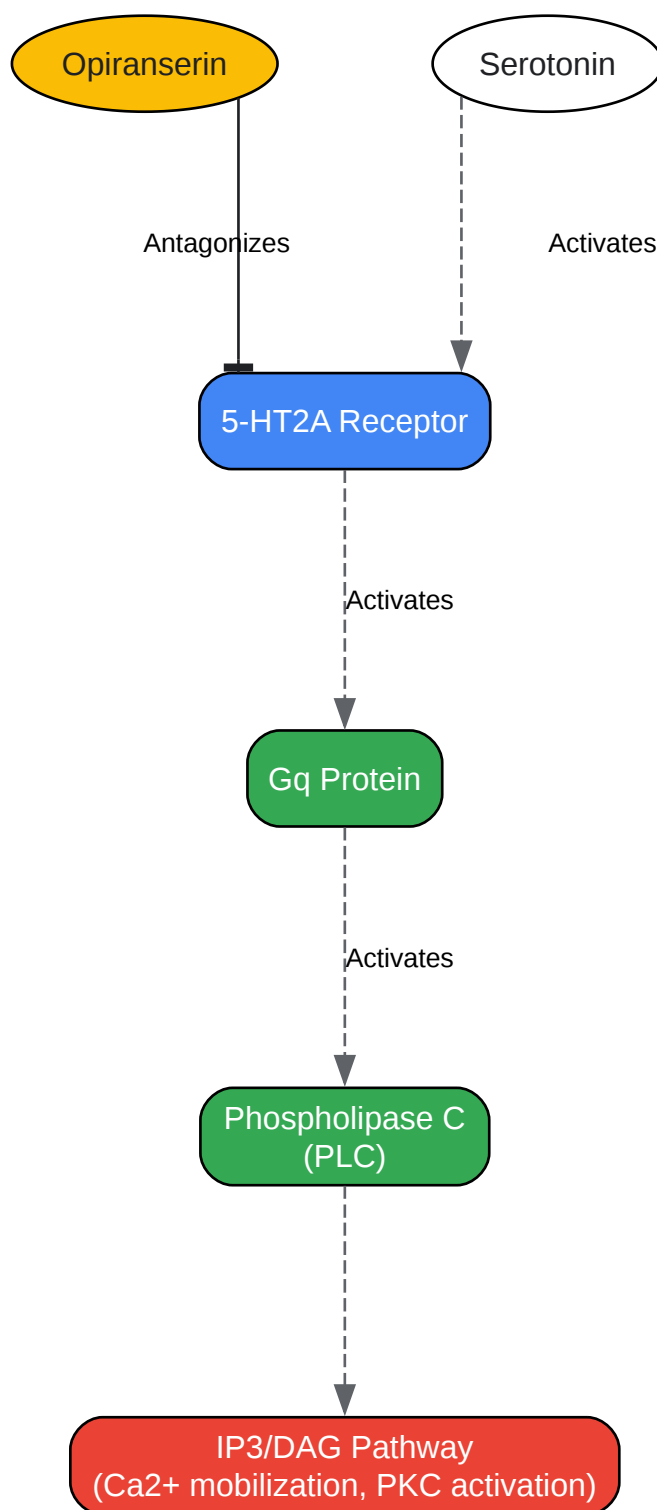 Opiranserin
Serotonin
Antagonizes
Activates
5-HT2A Receptor
Activates
Gq Protein
Activates
Phospholipase C
(PLC)
IP3/DAG Pathway
(Ca2+ mobilization, PKC activation)